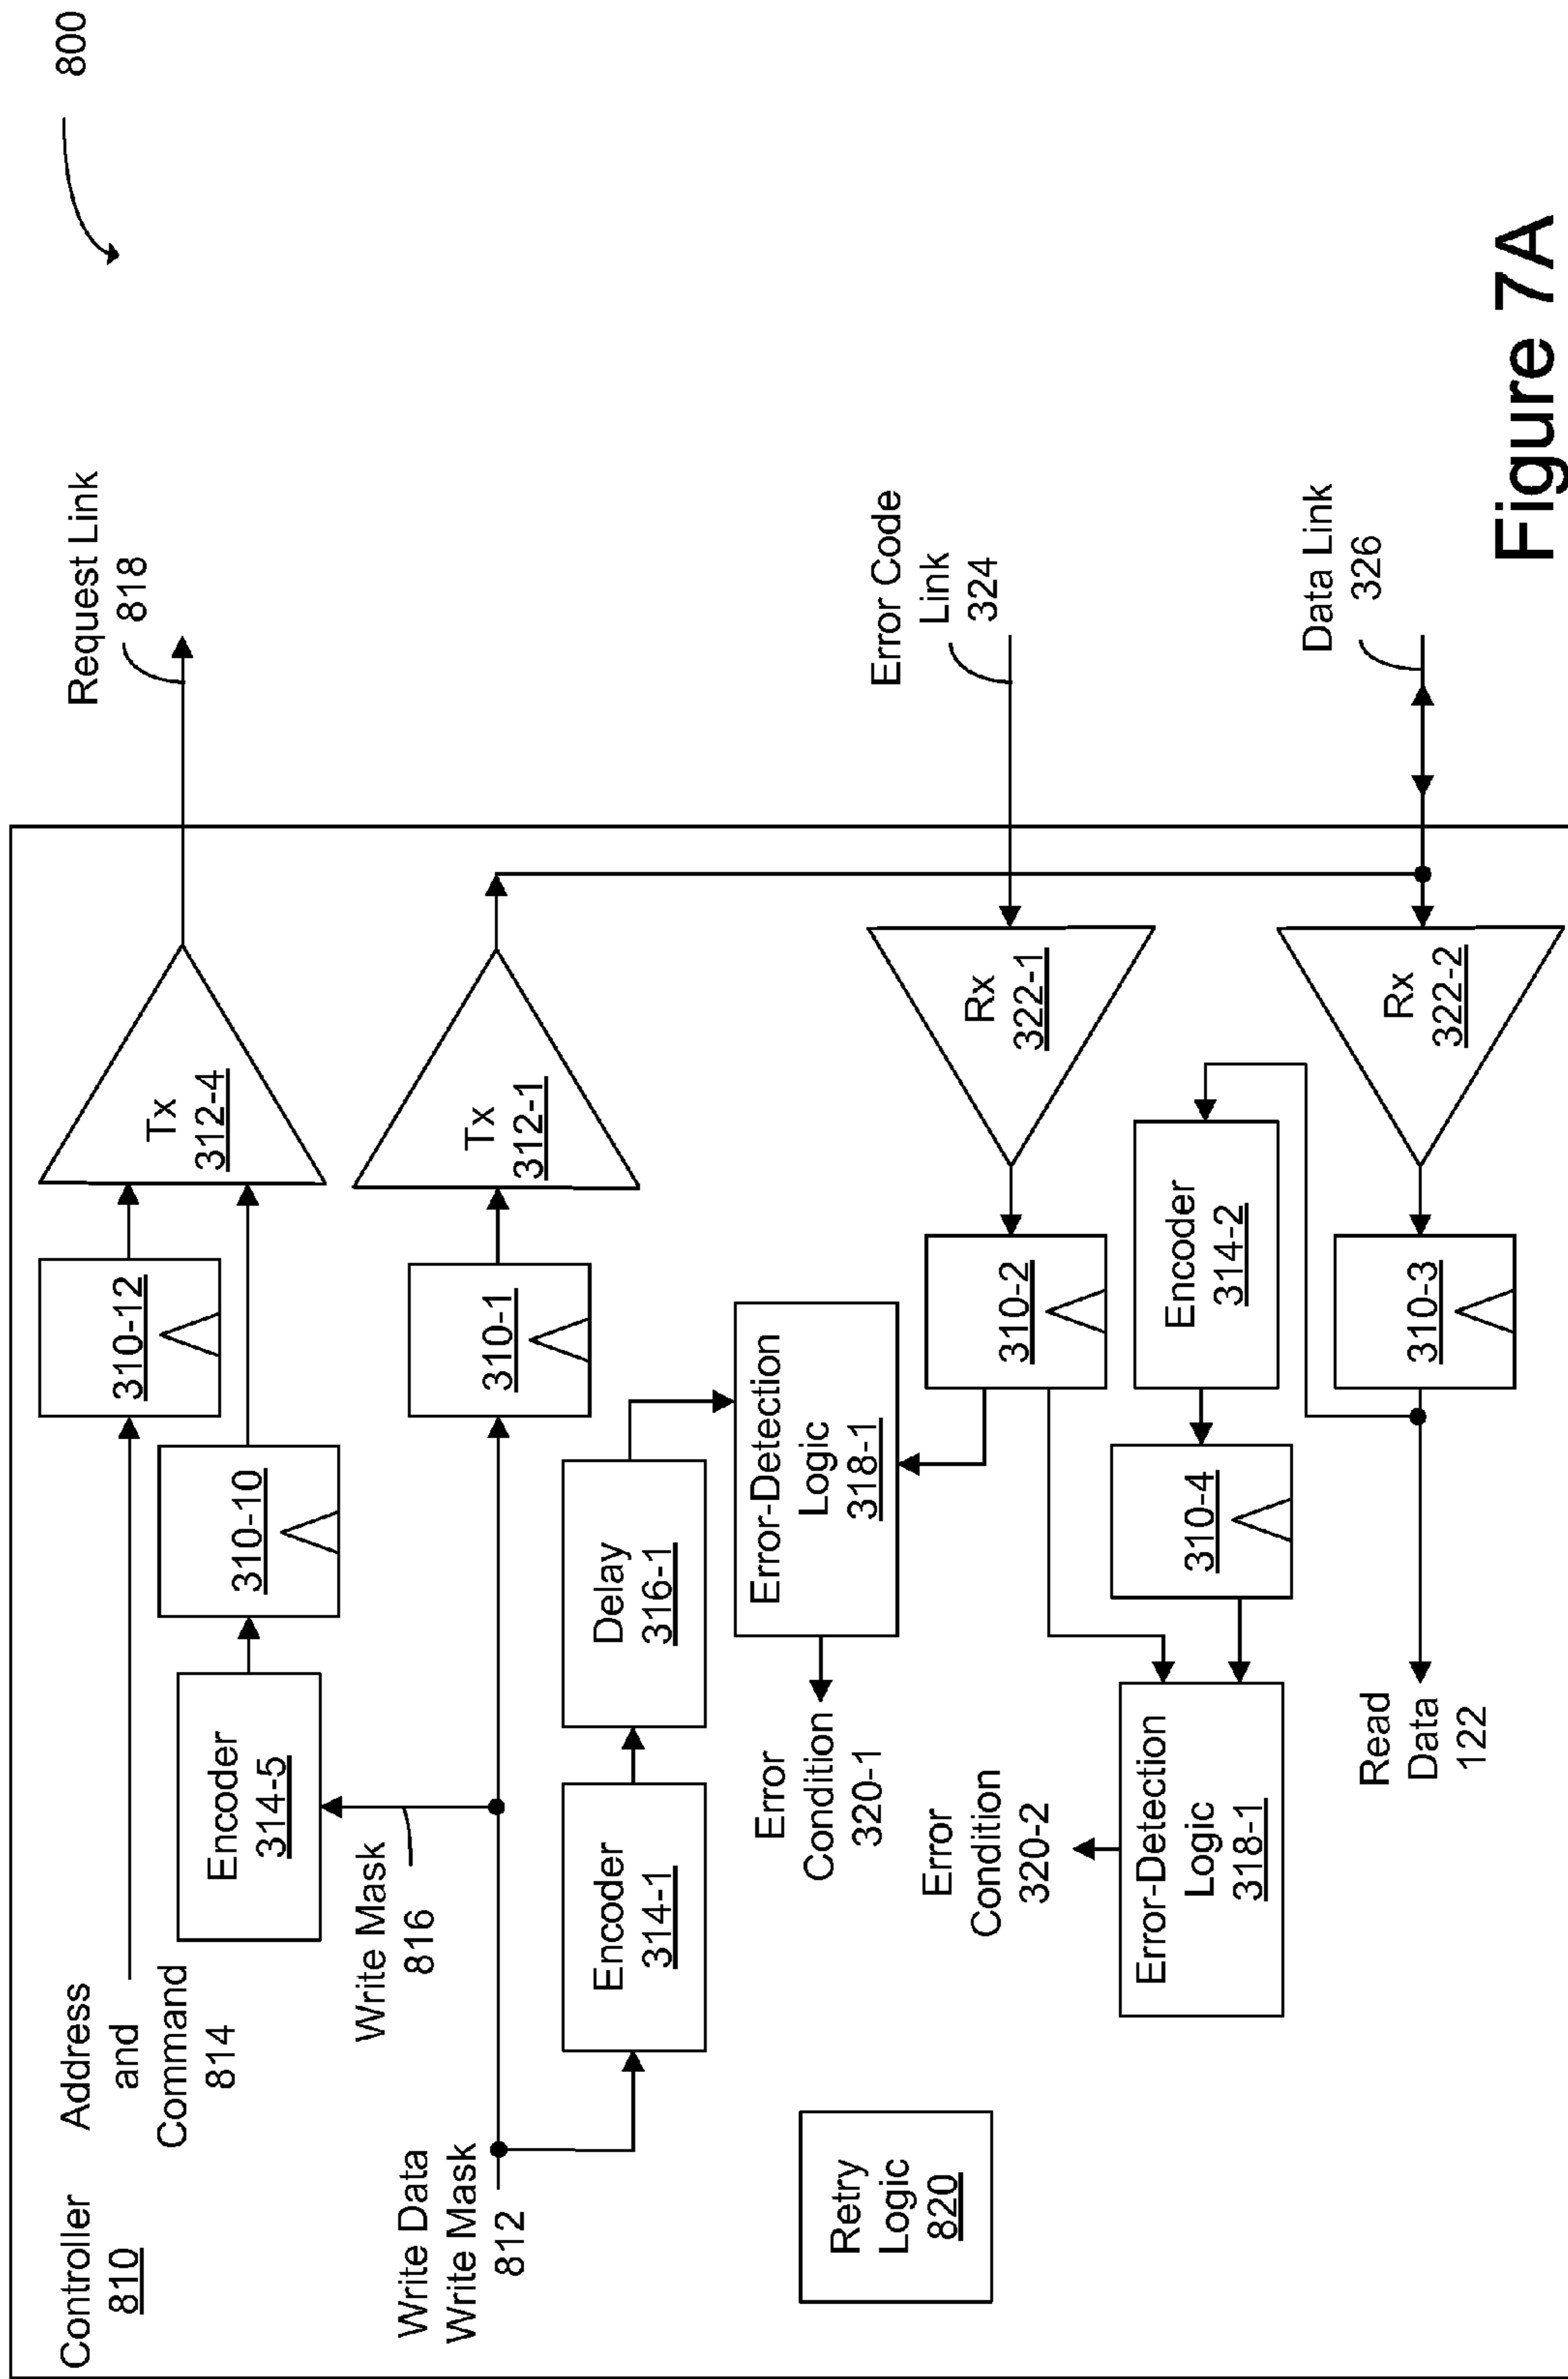 800
Controller
810
Address
and
Command
814
Request Link
818
Tx
312-4
310-12
310-10
Encoder
314-5
Write Mask
816
Write Data
Write Mask
812
Tx
312-1
310-1
Encoder
314-1
Delay
316-1
Error-Detection
Logic
318-1
Error
Condition
320-1
Retry
Logic
820
Error Code
Link
324
Rx
322-1
310-2
Encoder
314-2
310-4
Error-Detection
Logic
318-1
Error
Condition
320-2
Data Link
326
Rx
322-2
310-3
Read
Data
122
Figure 7A